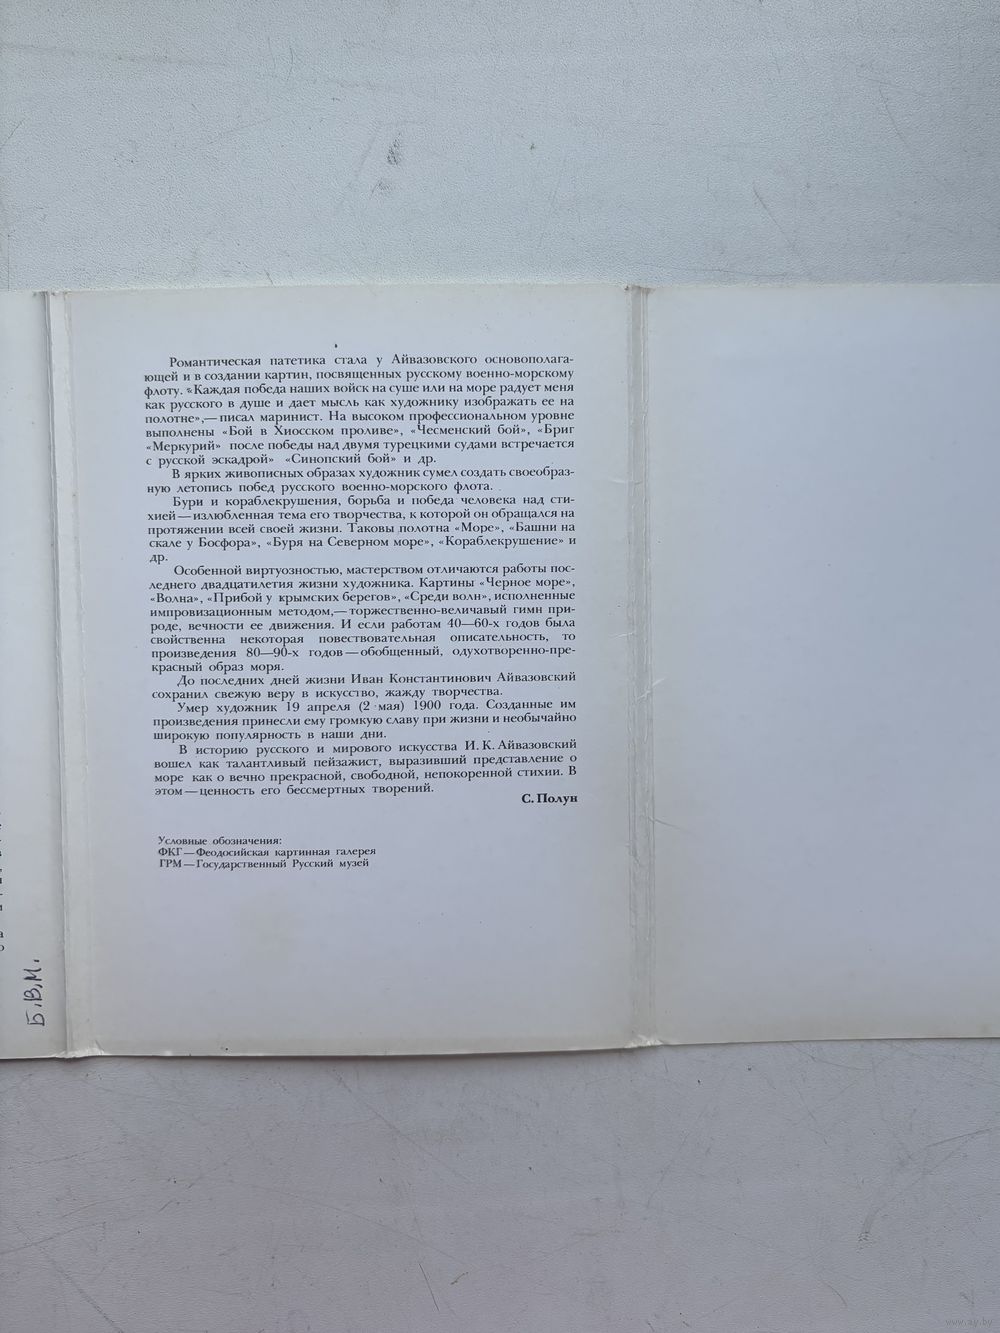 Романтическая патетика стала у Айвазовского основополага-
ющей и в создании картин, посвященных русскому военно-морскому
флоту. «Каждая победа наших войск на суше или на море радует меня
как русского в душе и дает мысль как художнику изображать ее на
полотне»,—писал маринист. На высоком профессиональном уровне
выполнены «Бой в Хиосском проливе», «Чесменский бой», «Бриг
«Меркурий» после победы над двумя турецкими судами встречается
с русской эскадрой» «Синопский бой» и др.
В ярких живописных образах художник сумел создать своеобраз-
ную летопись побед русского военно-морского флота.
Бури и кораблекрушения, борьба и победа человека над сти-
хией—излюбленная тема его творчества, к которой он обращался на
протяжении всей своей жизни. Таковы полотна «Море», «Башни на
скале у Босфора», «Буря на Северном море», «Кораблекрушение» и
др.
Особенной виртуозностью, мастерством отличаются работы пос-
леднего двадцатилетия жизни художника. Картины «Черное море»,
«Волна», «Прибой у крымских берегов», «Среди волн», исполненные
импровизационным методом,—торжественно-величавый гимн при-
роде, вечности ее движения. И если работам 40—60-х годов была
свойственна некоторая повествовательная описательность, то
произведения 80—90-х годов—обобщенный, одухотворенно-пре-
красный образ моря.
До последних дней жизни Иван Константинович Айвазовский
сохранил свежую веру в искусство, жажду творчества.
Умер художник 19 апреля (2 мая) 1900 года. Созданные им
произведения принесли ему громкую славу при жизни и необычайно
широкую популярность в наши дни.
В историю русского и мирового искусства И. К. Айвазовский
вошел как талантливый пейзажист, выразивший представление о
море как о вечно прекрасной, свободной, непокоренной стихии. В
этом—ценность его бессмертных творений.
С. Полун
Условные обозначения:
ФКГ—Феодосийская картинная галерея
ГРМ—Государственный Русский музей
Б.В.М.
www.ay.by